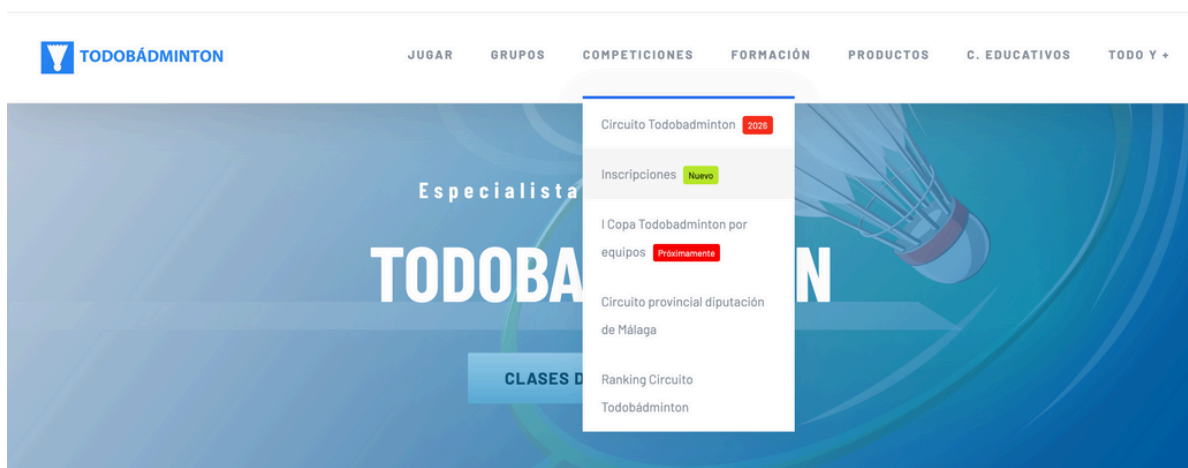 TODOBÁDMINTON
JUGAR GRUPOS COMPETICIONES FORMACIÓN PRODUCTOS C. EDUCATIVOS TODO Y +
Circuito Todobadminton 2026
Inscripciones Nuevo
Especialista
I Copa Todobadminton por
equipos Próximamente
TODOBA N
Circuito provincial diputación
de Málaga
CLASES D
Ranking Circuito
Todobádminton